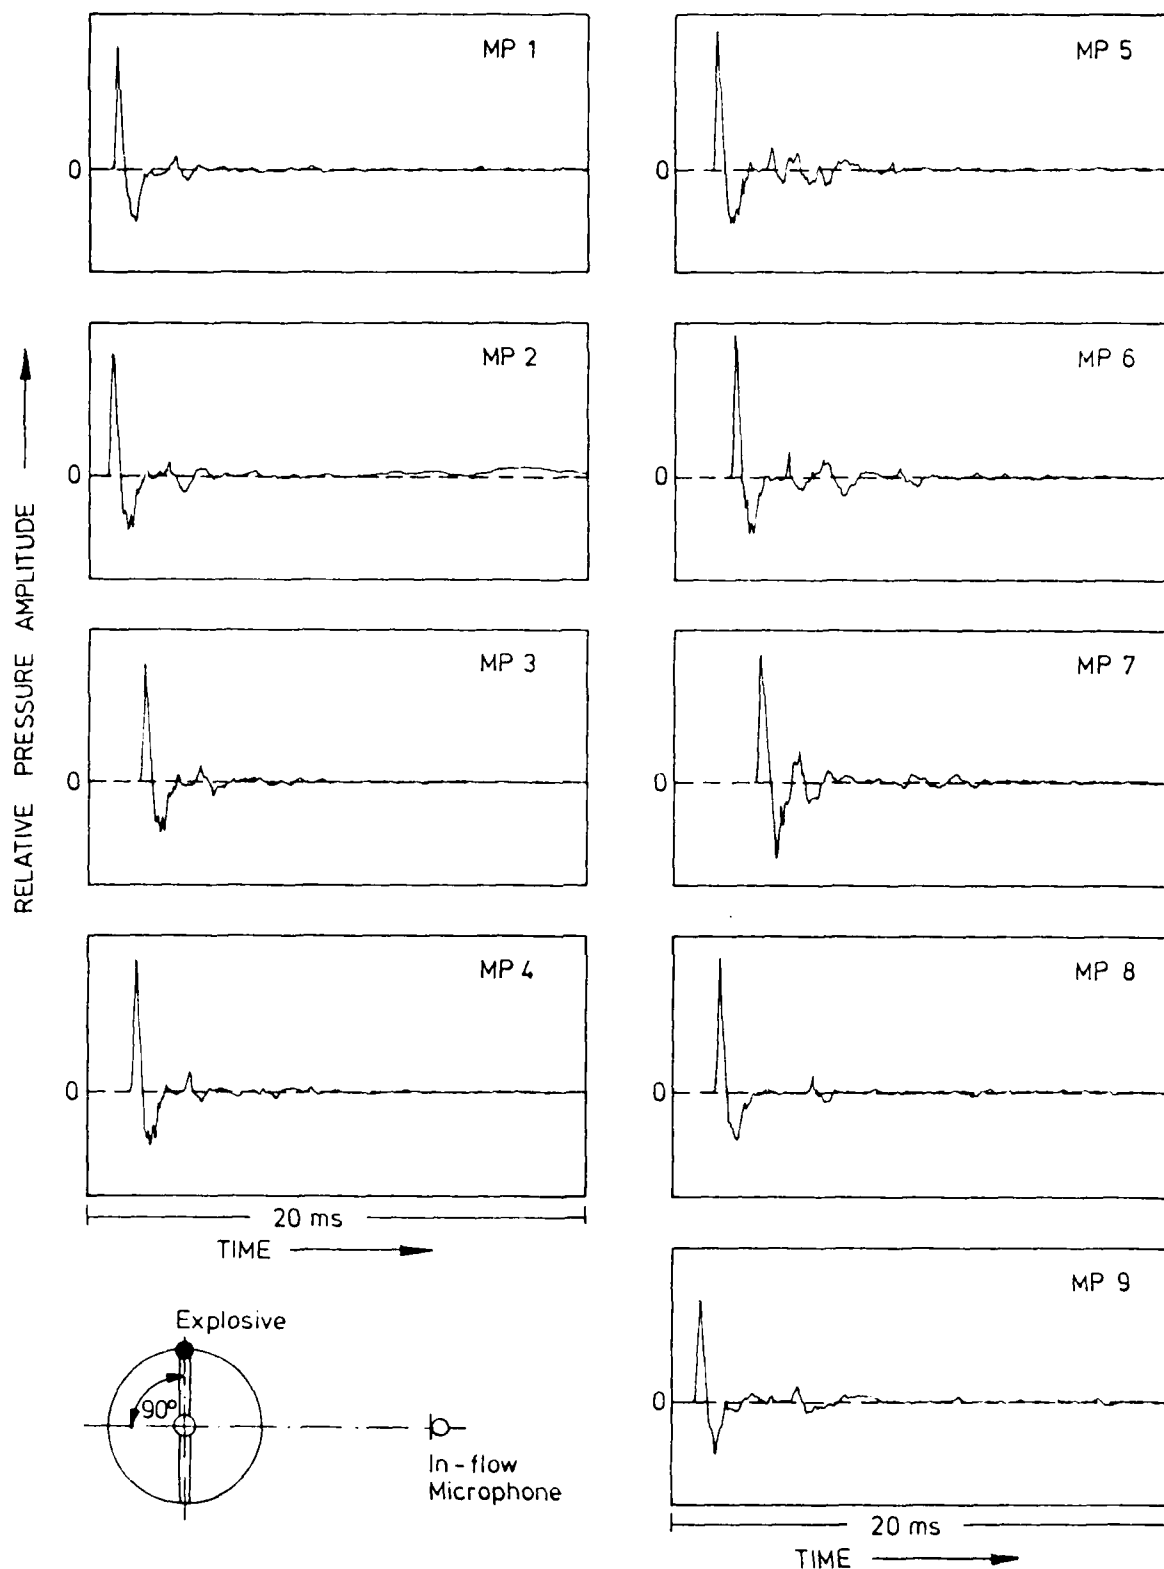 MP 1
0
MP 2
0
MP 3
0
MP 4
0
20 ms
TIME
RELATIVE PRESSURE AMPLITUDE
MP 5
0
MP 6
0
MP 7
0
MP 8
0
MP 9
0
20 ms
TIME
Explosive
90°
In-flow
Microphone